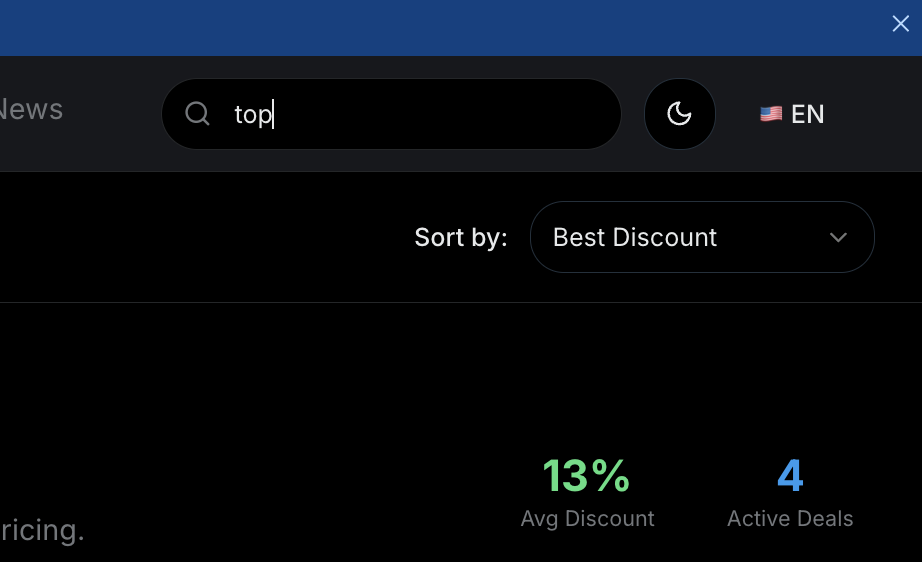 News
top
EN
Sort by:
Best Discount
13%
4
Avg Discount
Active Deals
ricing.